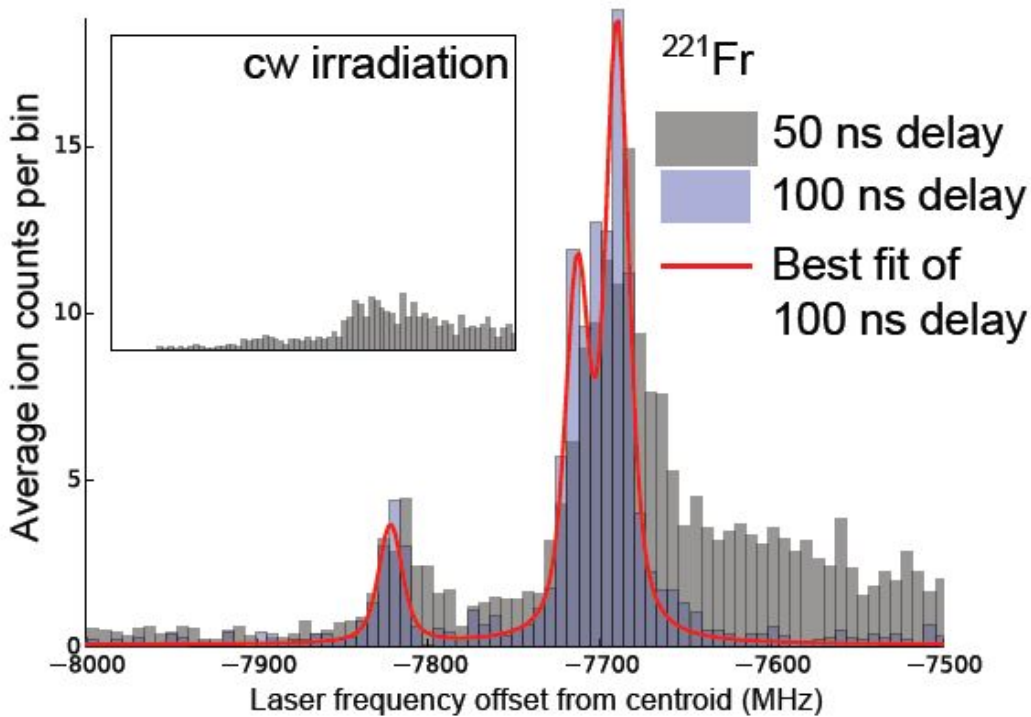 cw irradiation
²²¹Fr
50 ns delay
100 ns delay
Best fit of
100 ns delay
Average ion counts per bin
15
10
5
0
−8000 −7900 −7800 −7700 −7600 −7500
Laser frequency offset from centroid (MHz)